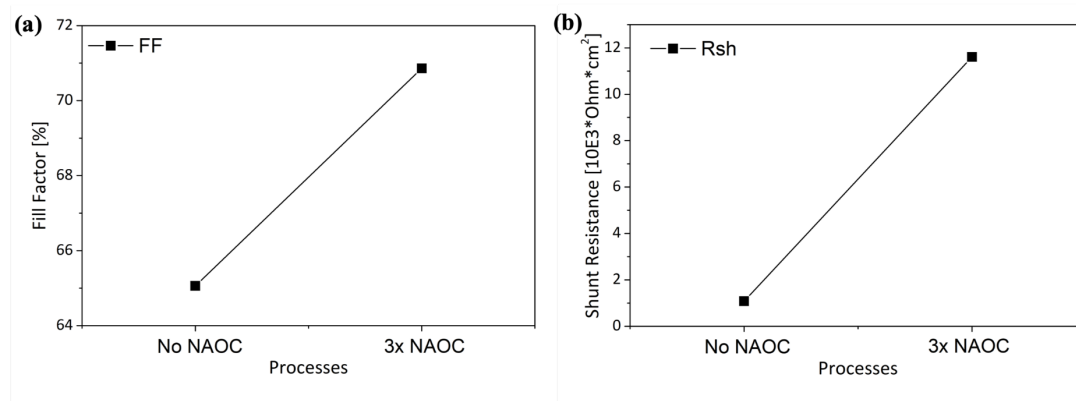 (a)
FF
72
70
68
66
64
Fill Factor [%]
No NAOC
3x NAOC
Processes
(b)
Rsh
12
10
8
6
4
2
0
Shunt Resistance [10E3*Ohm*cm²]
No NAOC
3x NAOC
Processes